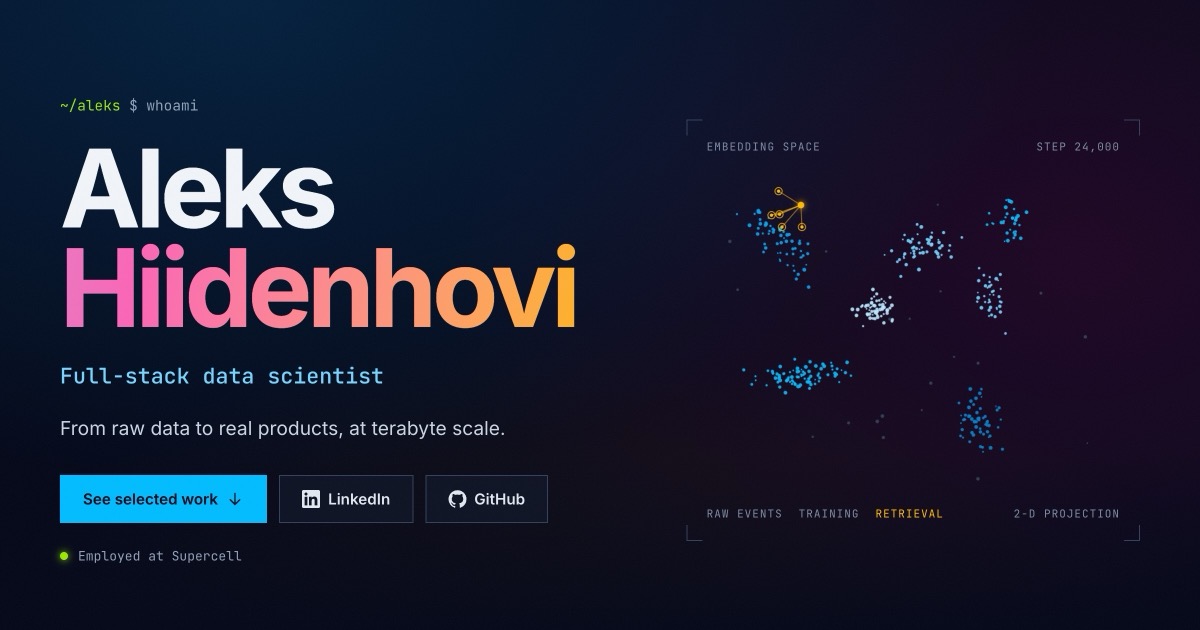 ~/aleks $ whoami
Aleks
Hiidenhovi
Full-stack data scientist
From raw data to real products, at terabyte scale.
See selected work ↓
LinkedIn
GitHub
Employed at Supercell
EMBEDDING SPACE
STEP 24,000
RAW EVENTS TRAINING RETRIEVAL
2-D PROJECTION